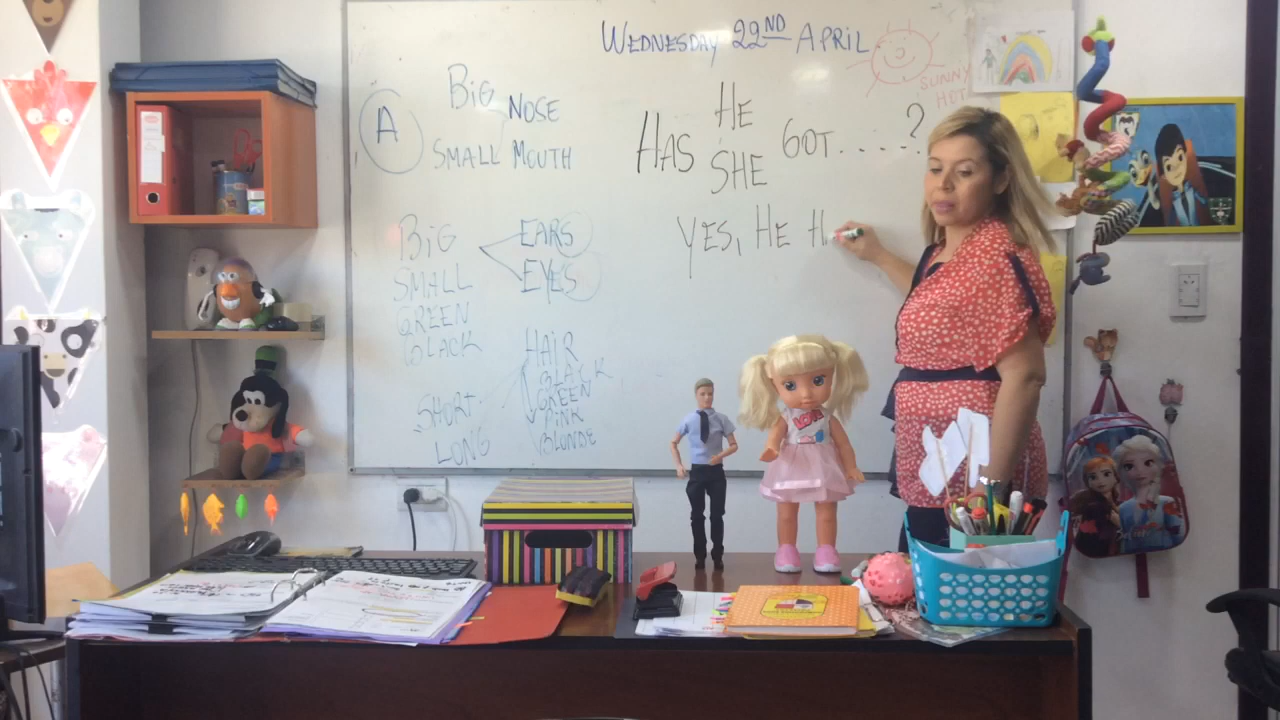 WEDNESDAY 22ND APRIL
SUNNY
HOT
A
BIG
NOSE
SMALL MOUTH
HE
HAS GOT....?
SHE
YES, HE H
BIG
EARS
SMALL
EYES
GREEN
BLACK
HAIR
BLACK
GREEN
SHORT
PINK
LONG
BLONDE